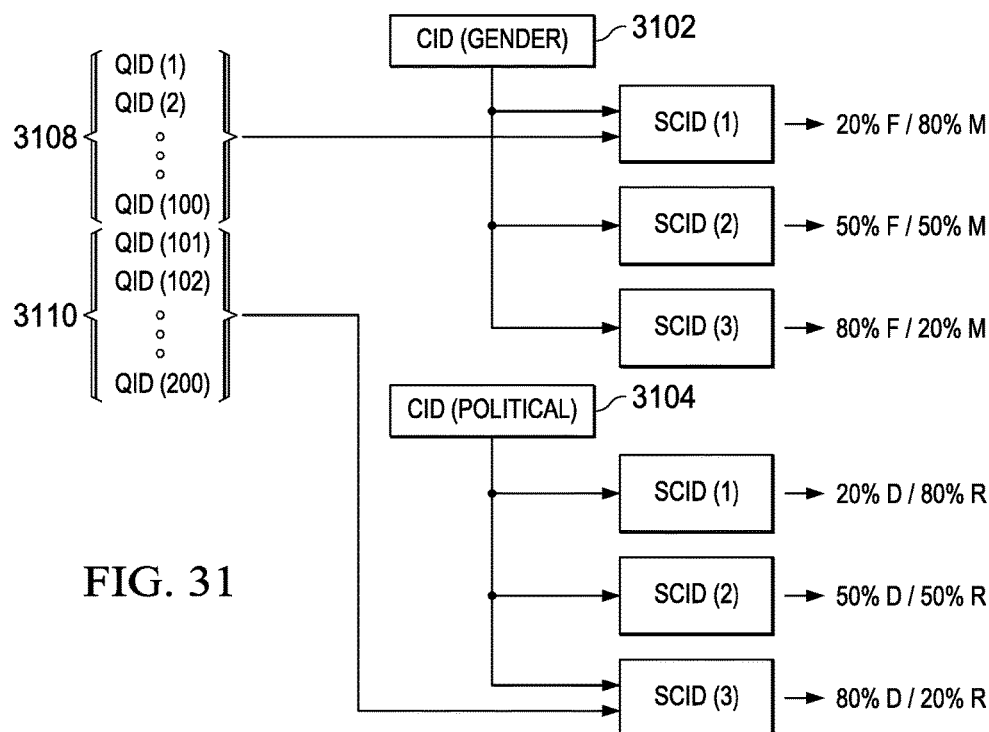 QID (1)
QID (2)
3108
QID (100)
QID (101)
QID (102)
3110
QID (200)
CID (GENDER)
3102
SCID (1)
20% F / 80% M
SCID (2)
50% F / 50% M
SCID (3)
80% F / 20% M
CID (POLITICAL)
3104
SCID (1)
20% D / 80% R
SCID (2)
50% D / 50% R
SCID (3)
80% D / 20% R
FIG. 31